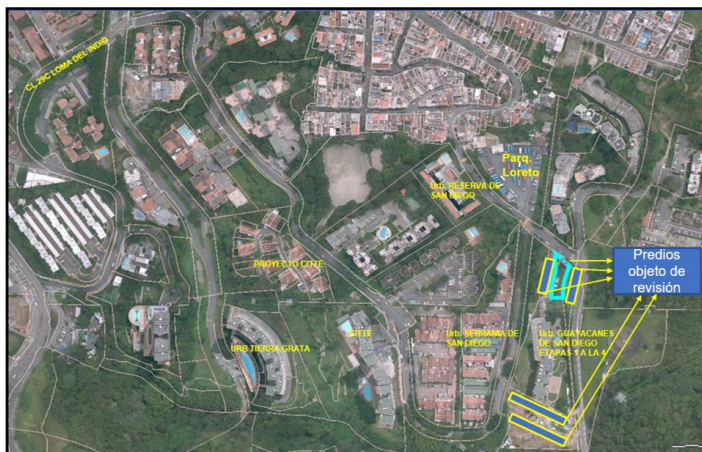 CL 29C LOMA DEL INDIO
Parq.
Loreto
Urb. RESERVA DE
SAN DIEGO
Predios
objeto de
revisión
PROYECTO CITTE
CITTE
URB TIERRA GRATA
Urb. SERRANIA DE
SAN DIEGO
Urb. GUAYACANES
DE SAN DIEGO
ETAPAS 1 A LA 4